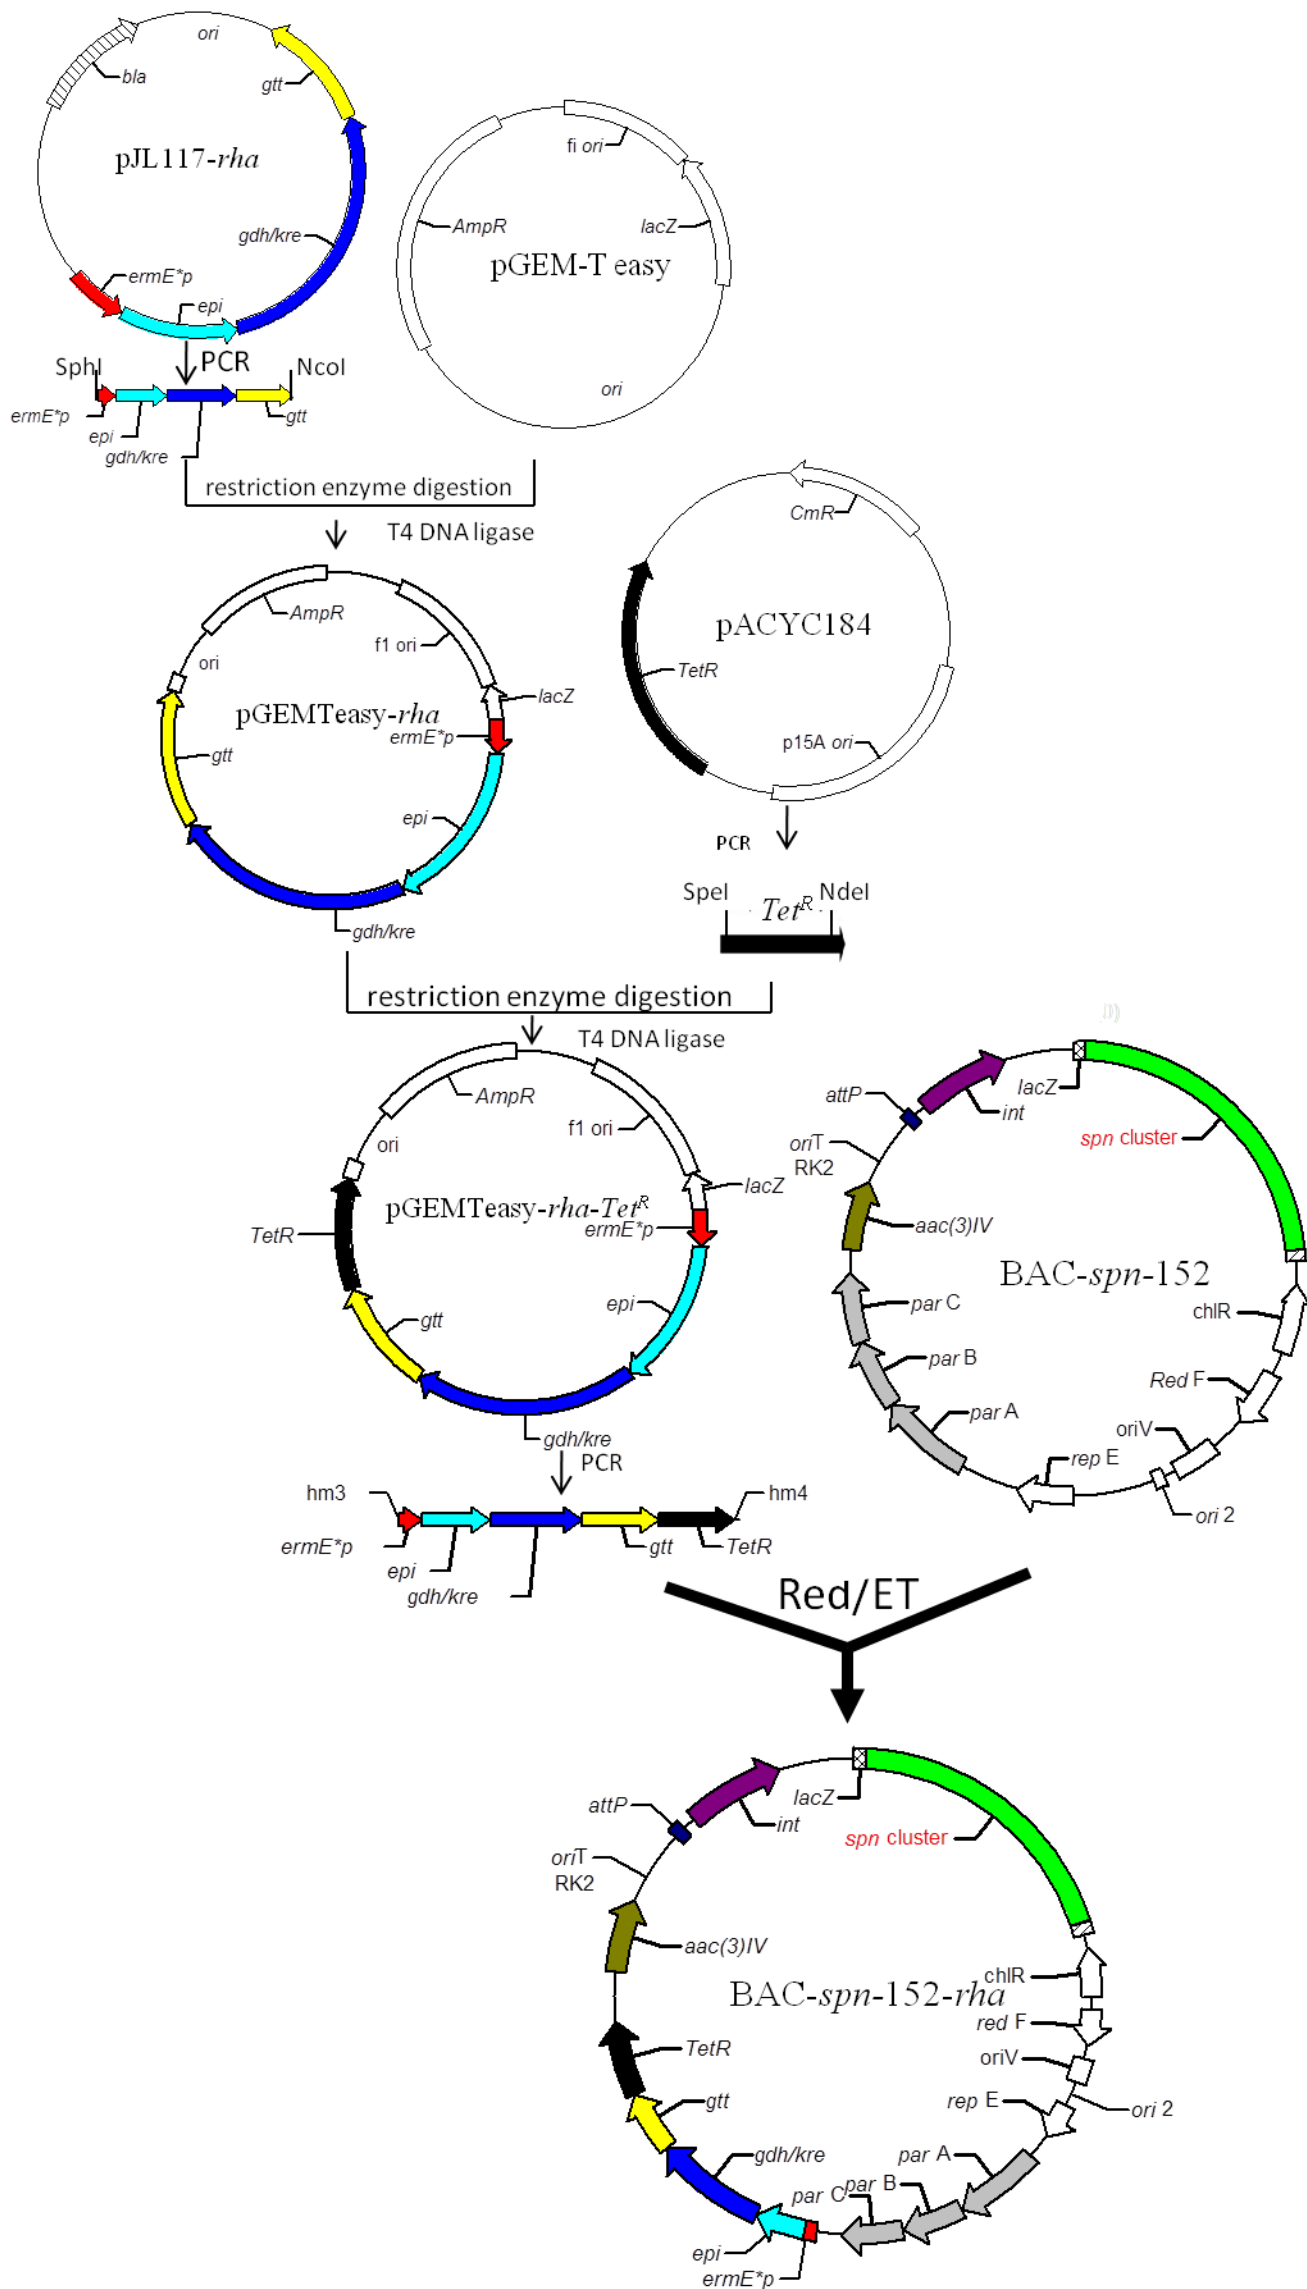 ori
bla
gtt
pJL117-rha
gdh/kre
ermE*p
epi
fi ori
AmpR
lacZ
pGEM-T easy
ori
PCR
SphI
NcoI
ermE*p
epi
gdh/kre
gtt
restriction enzyme digestion
T4 DNA ligase
CmR
pACYC184
TetR
p15A ori
AmpR
f1 ori
ori
lacZ
pGEMTeasy-rha
ermE*p
gtt
epi
gdh/kre
PCR
SpeI
TetR
NdeI
restriction enzyme digestion
T4 DNA ligase
AmpR
f1 ori
ori
lacZ
pGEMTeasy-rha-TetR
ermE*p
TetR
epi
gtt
gdh/kre
PCR
lacZ
int
attP
oriT
RK2
spn cluster
aac(3)IV
BAC-spn-152
par C
chlR
par B
Red F
par A
oriV
rep E
ori 2
hm3
hm4
ermE*p
epi
gdh/kre
gtt
TetR
Red/ET
lacZ
attP
int
spn cluster
oriT
RK2
aac(3)IV
chlR
BAC-spn-152-rha
red F
TetR
oriV
gtt
rep E
ori 2
gdh/kre
par A
par B
par C
epi
ermE*p